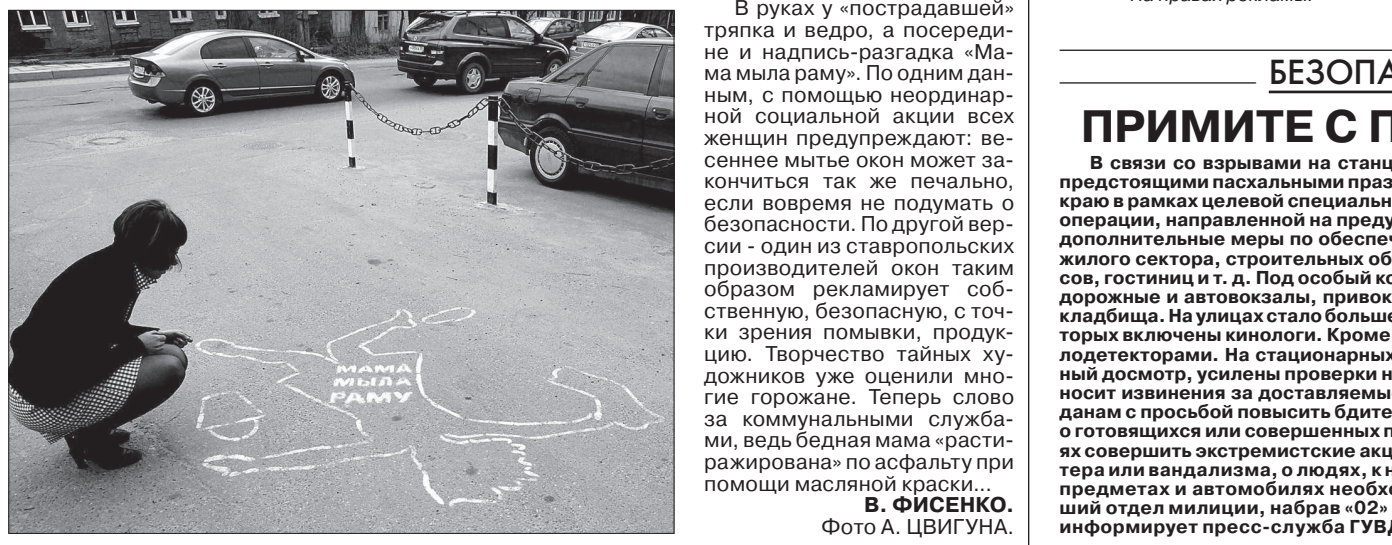 МАМА
МЫЛА
РАМУ
В руках у «пострадавшей»
тряпка и ведро, а посереди-
не и надпись-разгадка «Ма-
ма мыла раму». По одним дан-
ным, с помощью неординар-
ной социальной акции всех
женщин предупреждают: ве-
сеннее мытье окон может за-
кончиться так же печально,
если вовремя не подумать о
безопасности. По другой вер-
сии - один из ставропольских
производителей окон таким
образом рекламирует соб-
ственную, безопасную, с точ-
ки зрения помывки, продук-
цию. Творчество тайных ху-
дожников уже оценили мно-
гие горожане. Теперь слово
за коммунальными служба-
ми, ведь бедная мама «расти-
ражирована» по асфальту при
помощи масляной краски...
В. ФИСЕНКО.
Фото А. ЦВИГУНА.
БЕЗОПА
ПРИМИТЕ С П
В связи со взрывами на станц
предстоящими пасхальными праз
краю в рамках целевой специальн
операции, направленной на преду
дополнительные меры по обеспеч
жилого сектора, строительных об
сов, гостиниц и т. д. Под особый ко
дорожные и автовокзалы, привок
кладбища. На улицах стало больше
торых включены кинологи. Кроме
лодетекторами. На стационарных
ный досмотр, усилены проверки н
носит извинения за доставляемы
данам с просьбой повысить бдите
о готовящихся или совершенных п
ях совершить экстремистские акц
тера или вандализма, о людях, к н
предметах и автомобилях необхо
ший отдел милиции, набрав «02»
информирует пресс-служба ГУВД